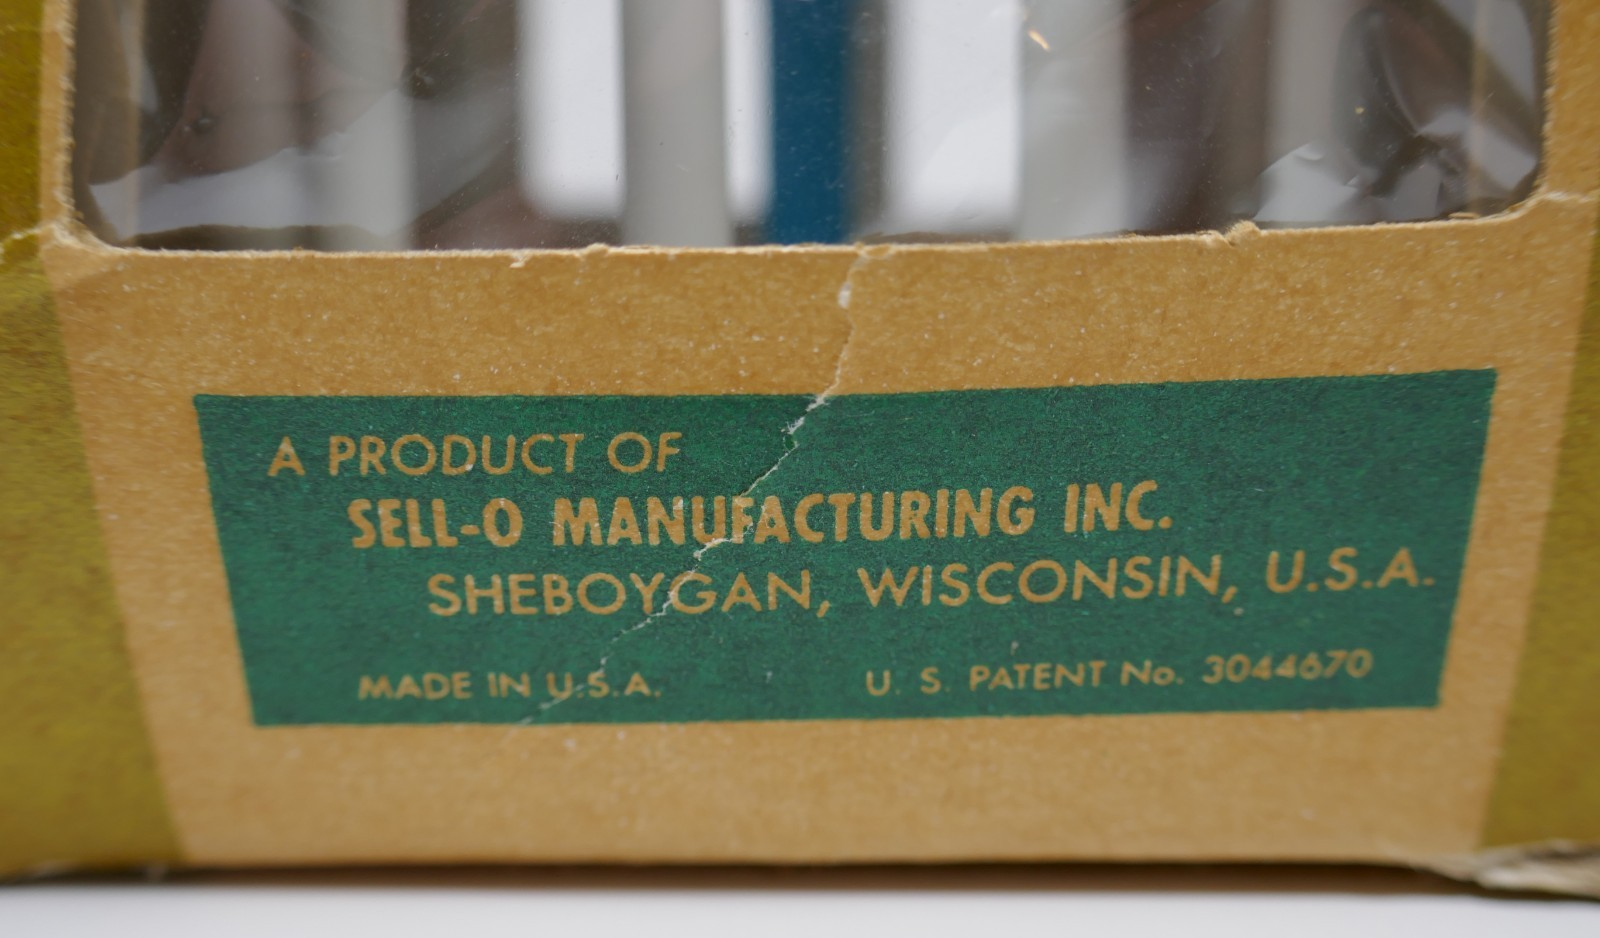 A PRODUCT OF
SELL-O MANUFACTURING INC.
SHEBOYGAN, WISCONSIN, U.S.A.
MADE IN U.S.A. U. S. PATENT No. 3044670